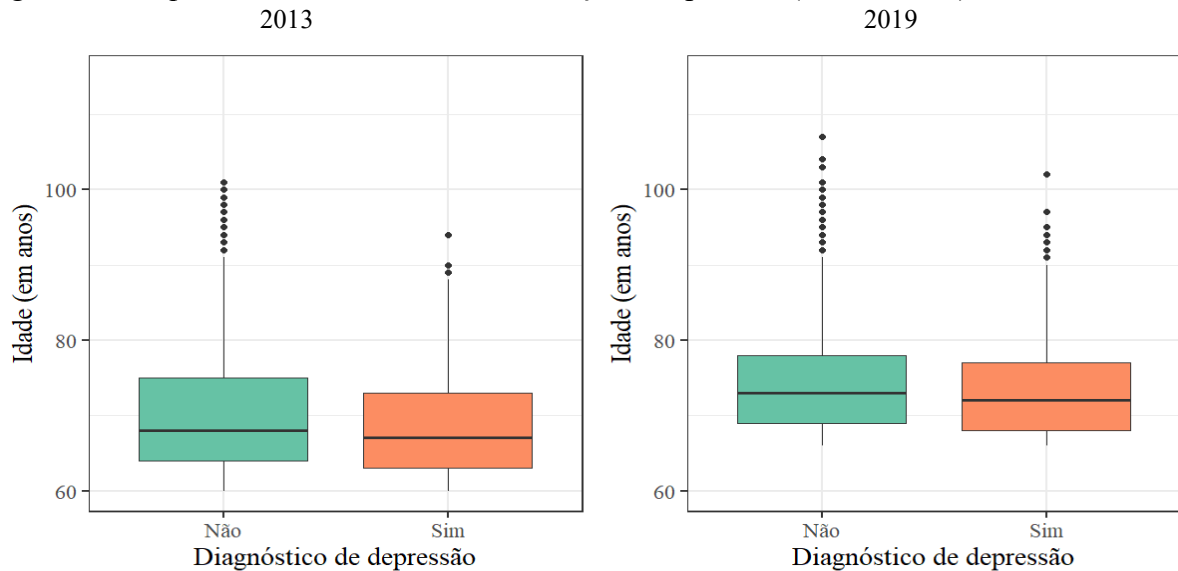 2013
100
80
60
Idade (em anos)
Não
Sim
Diagnóstico de depressão
2019
100
80
60
Idade (em anos)
Não
Sim
Diagnóstico de depressão